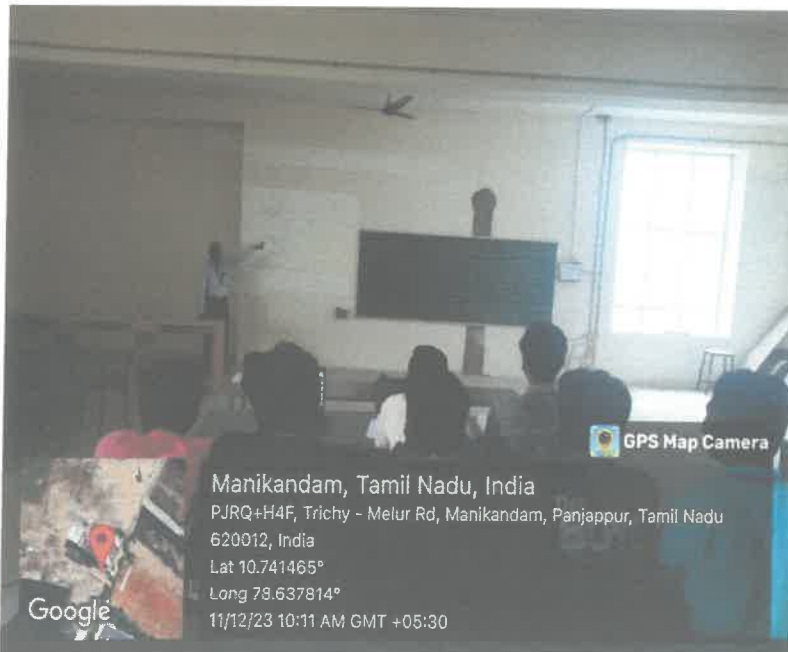 GPS Map Camera
Manikandam, Tamil Nadu, India
PJRQ+H4F, Trichy - Melur Rd, Manikandam, Panjappur, Tamil Nadu
620012, India
Lat 10.741465°
Long 78.637814°
11/12/23 10:11 AM GMT +05:30
Google